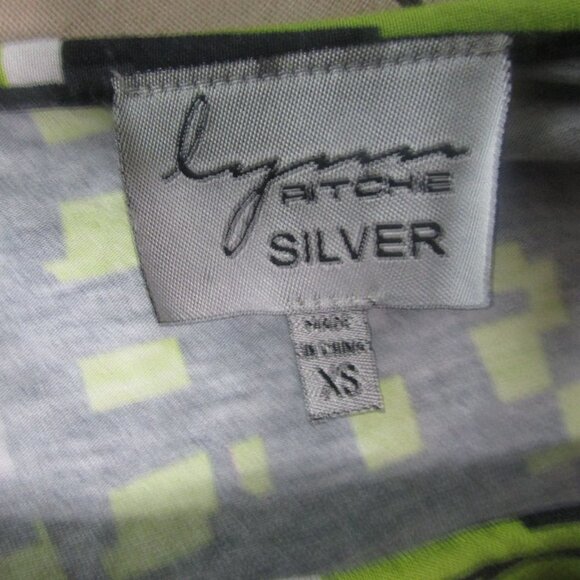 lynn
RITCHIE
SILVER
MADE
IN CHINA
XS